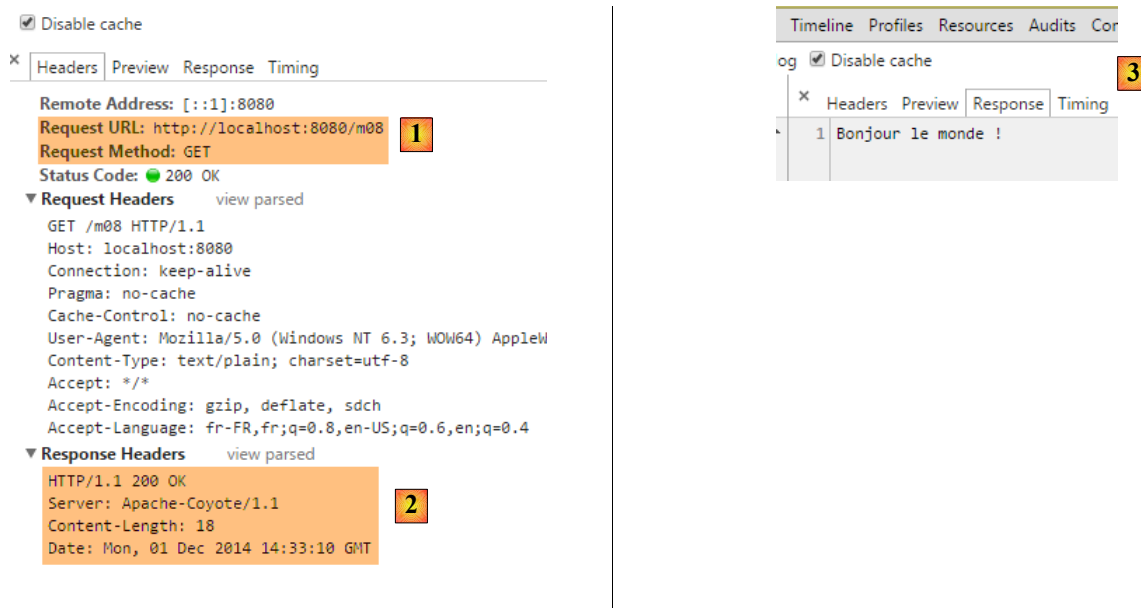 Disable cache
× Headers Preview Response Timing
Remote Address: [::1]:8080
Request URL: http://localhost:8080/m08
Request Method: GET
1
Status Code: 200 OK
Request Headers view parsed
GET /m08 HTTP/1.1
Host: localhost:8080
Connection: keep-alive
Pragma: no-cache
Cache-Control: no-cache
User-Agent: Mozilla/5.0 (Windows NT 6.3; WOW64) AppleW
Content-Type: text/plain; charset=utf-8
Accept: */*
Accept-Encoding: gzip, deflate, sdch
Accept-Language: fr-FR,fr;q=0.8,en-US;q=0.6,en;q=0.4
Response Headers view parsed
HTTP/1.1 200 OK
Server: Apache-Coyote/1.1
Content-Length: 18
Date: Mon, 01 Dec 2014 14:33:10 GMT
2
Timeline Profiles Resources Audits Cor
og Disable cache
3
× Headers Preview Response Timing
1 Bonjour le monde !